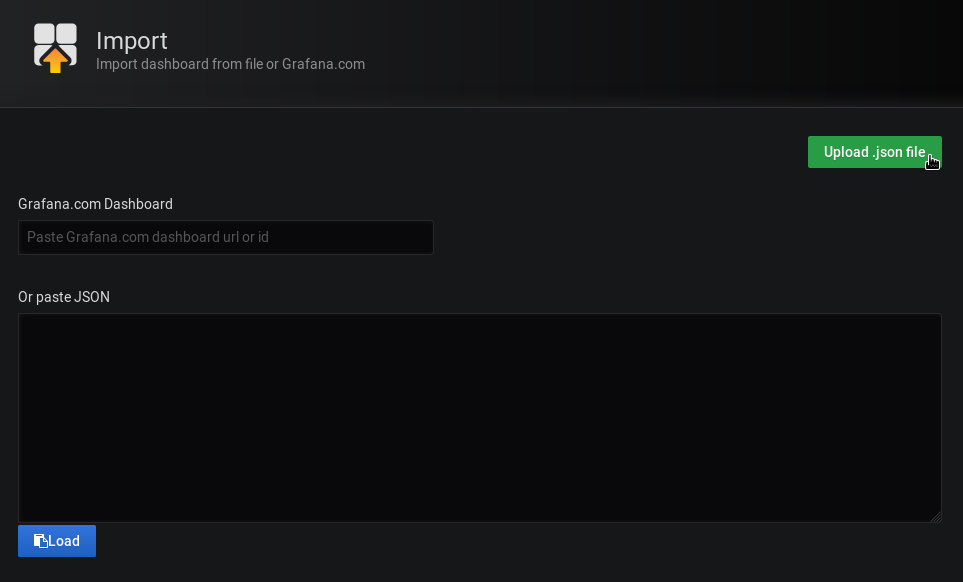 Import
Import dashboard from file or Grafana.com
Upload .json file
Grafana.com Dashboard
Paste Grafana.com dashboard url or id
Or paste JSON
Load